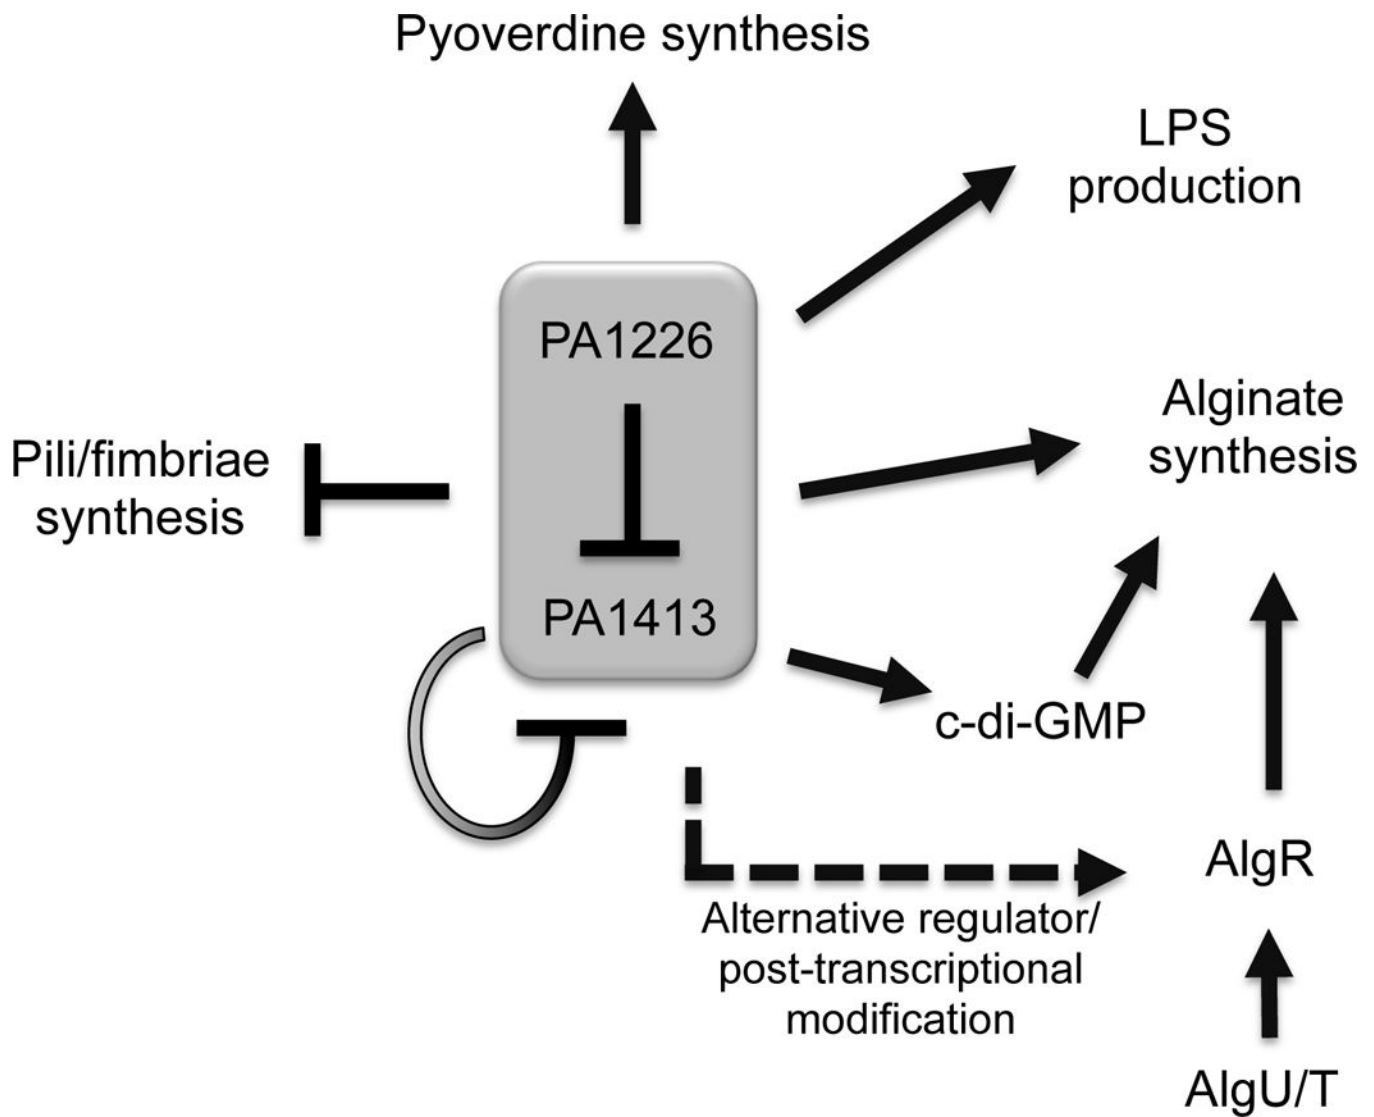 Pyoverdine synthesis
LPS
production
PA1226
Alginate
synthesis
Pili/fimbriae
synthesis
PA1413
c-di-GMP
AlgR
Alternative regulator/
post-transcriptional
modification
AlgU/T